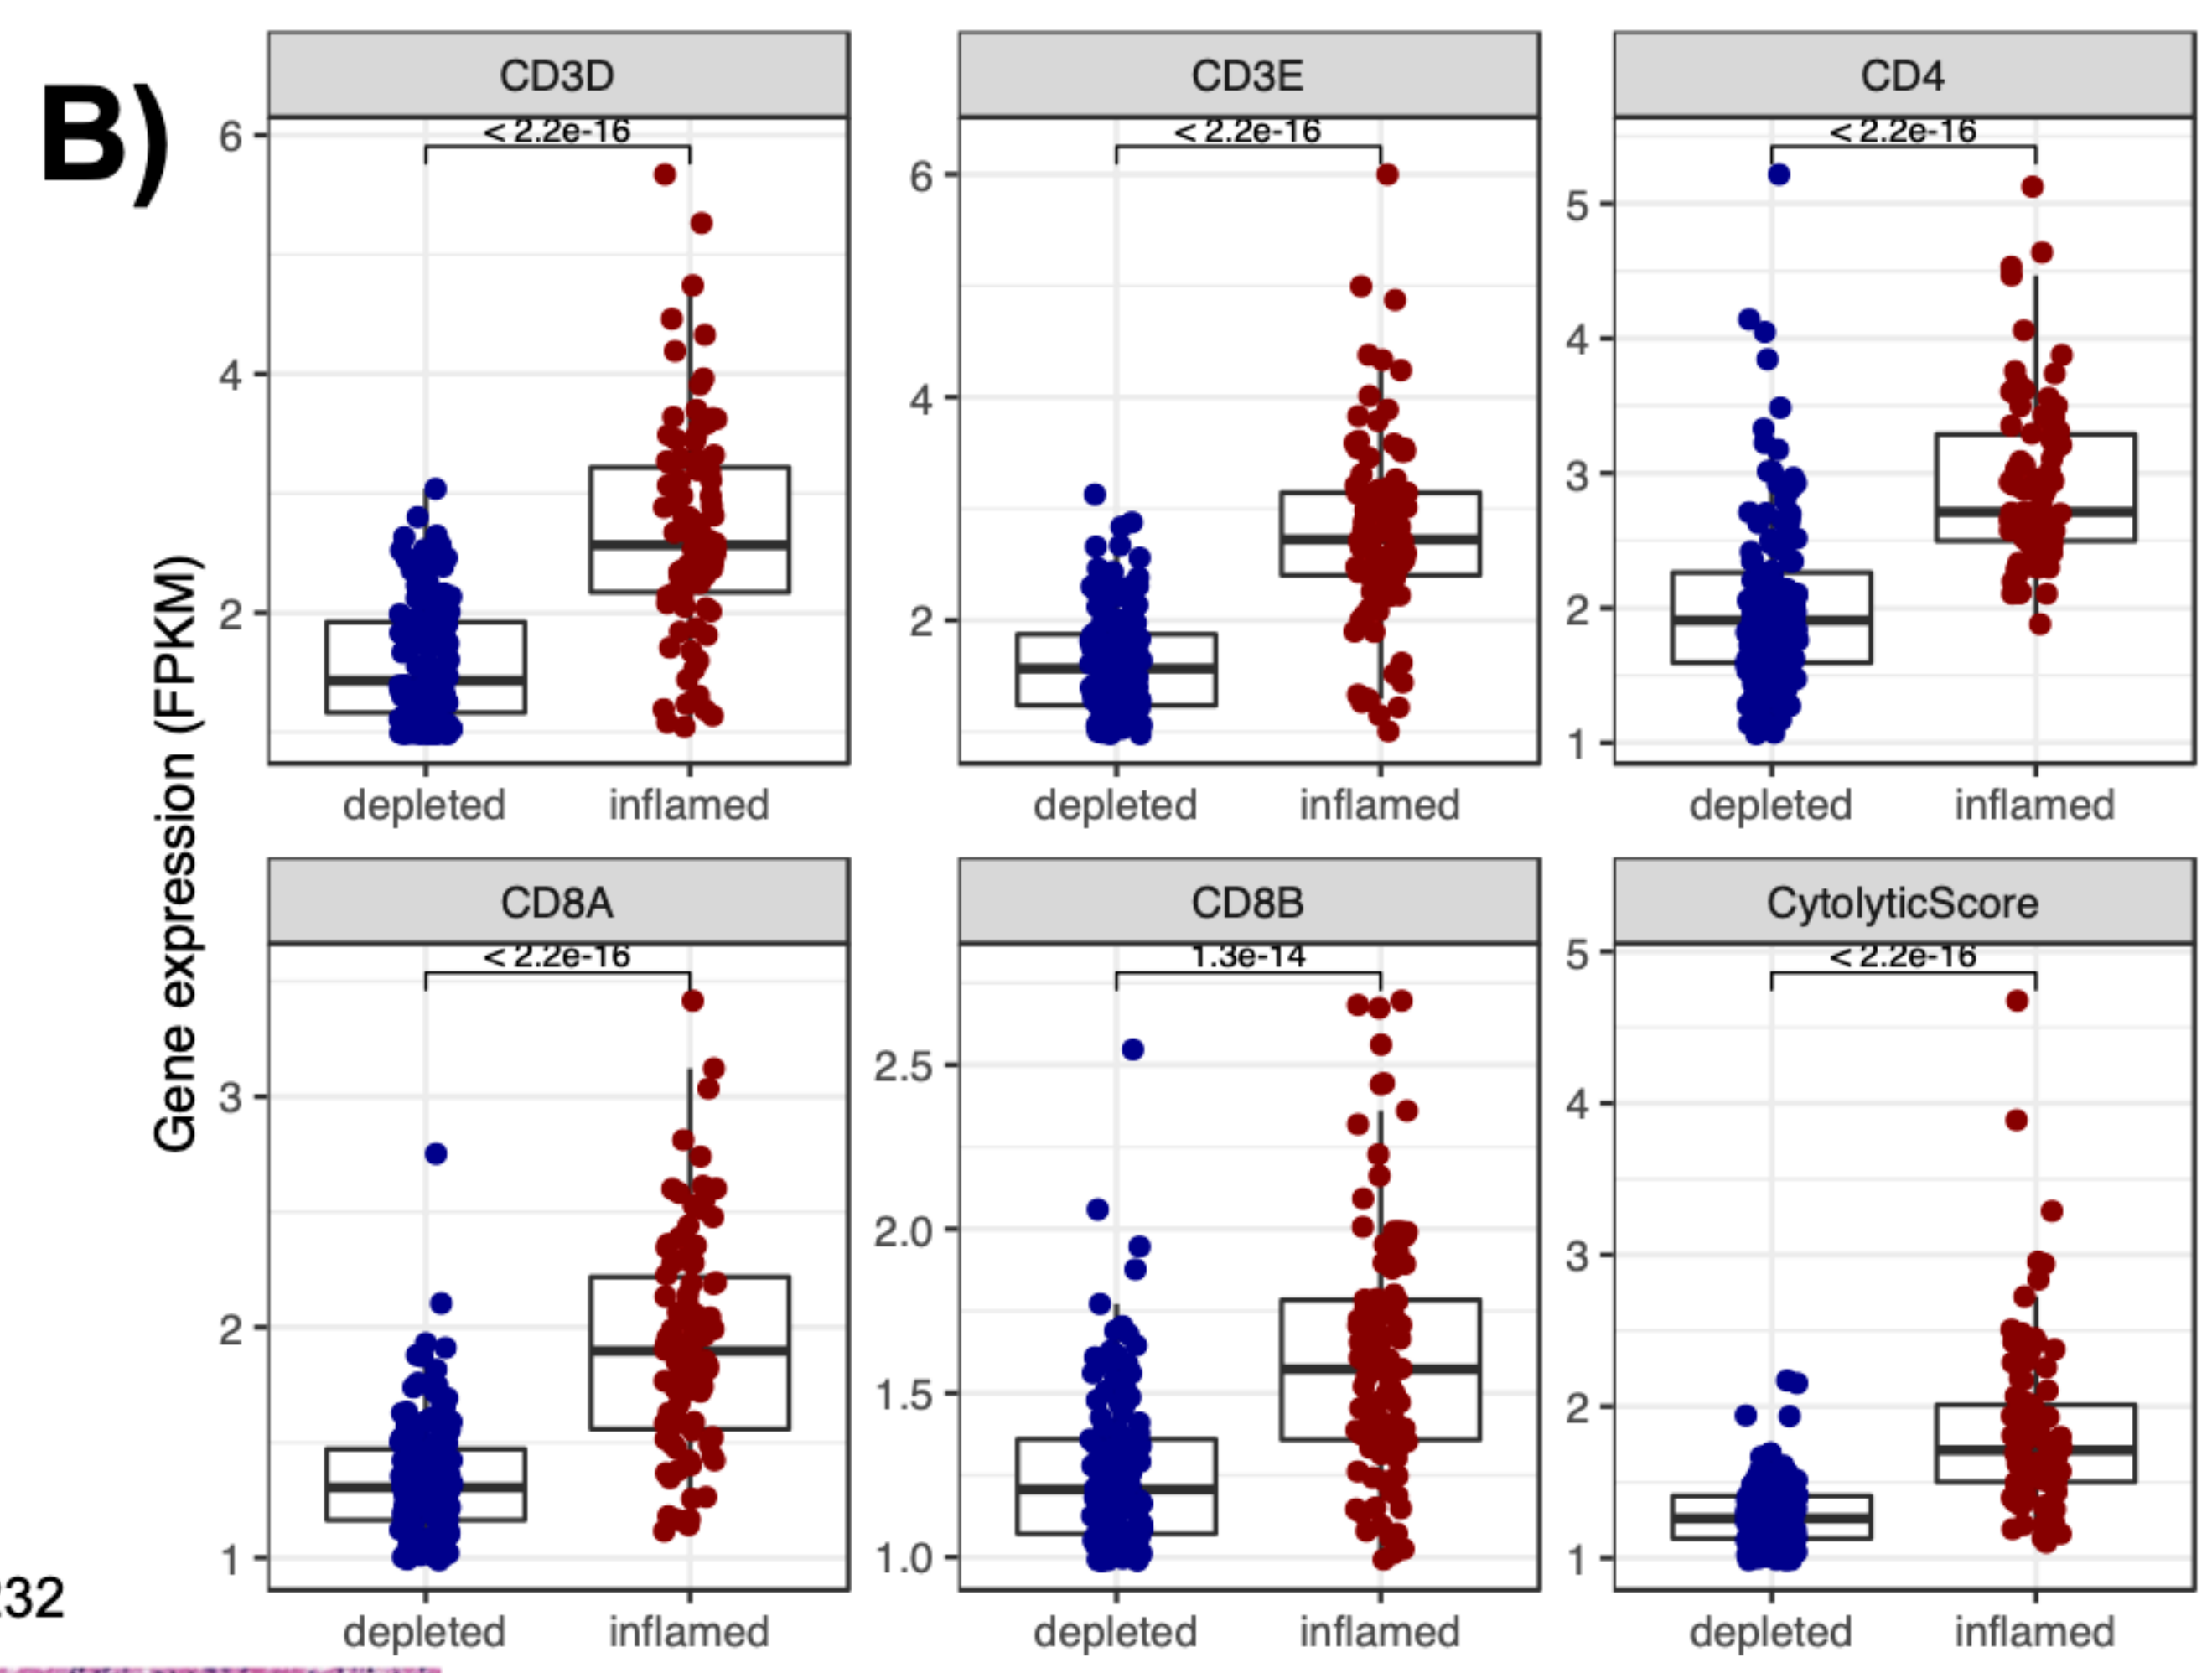 B)
Gene expression (FPKM)
CD3D
< 2.2e-16
6
4
2
depleted
inflamed
CD3E
< 2.2e-16
6
4
2
depleted
inflamed
CD4
< 2.2e-16
5
4
3
2
1
depleted
inflamed
CD8A
< 2.2e-16
3
2
1
depleted
inflamed
CD8B
1.3e-14
2.5
2.0
1.5
1.0
depleted
inflamed
CytolyticScore
< 2.2e-16
5
4
3
2
1
depleted
inflamed
232